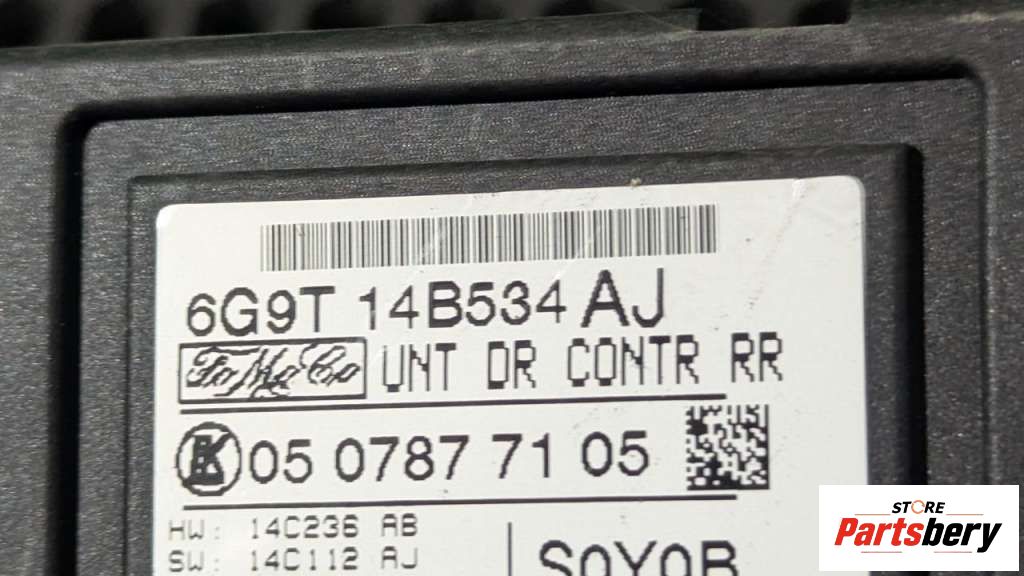 6G9T 14B534 AJ
FoMoCo UNT DR CONTR RR
05 0787 71 05
HW: 14C236 AB
SW: 14C112 AJ
S0Y0B
STORE
Partsbery